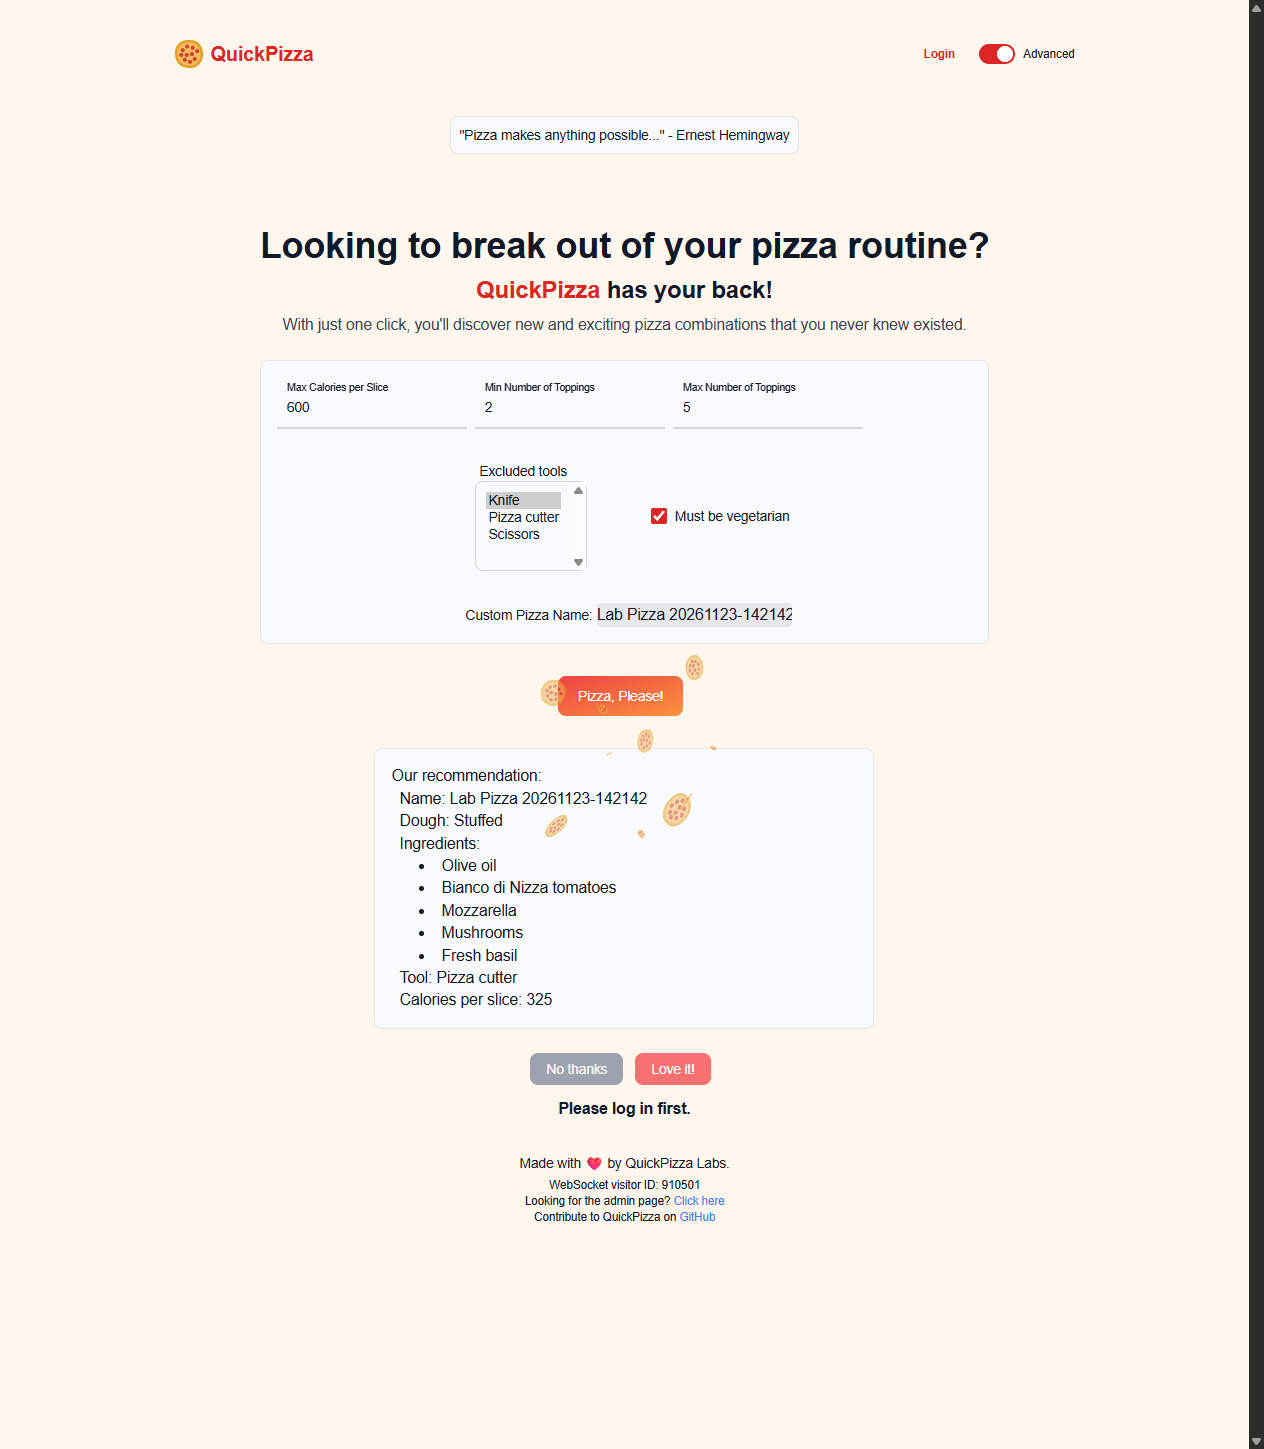 QuickPizza
Login
Advanced
"Pizza makes anything possible..." - Ernest Hemingway
Looking to break out of your pizza routine?
QuickPizza has your back!
With just one click, you'll discover new and exciting pizza combinations that you never knew existed.
Max Calories per Slice
Min Number of Toppings
Max Number of Toppings
600
2
5
Excluded tools
Knife
Pizza cutter
Scissors
Must be vegetarian
Custom Pizza Name: Lab Pizza 20261123-142142
Pizza, Please!
Our recommendation:
Name: Lab Pizza 20261123-142142
Dough: Stuffed
Ingredients:
• Olive oil
• Bianco di Nizza tomatoes
• Mozzarella
• Mushrooms
• Fresh basil
Tool: Pizza cutter
Calories per slice: 325
No thanks
Love it!
Please log in first.
Made with ❤️ by QuickPizza Labs.
WebSocket visitor ID: 910501
Looking for the admin page? Click here
Contribute to QuickPizza on GitHub